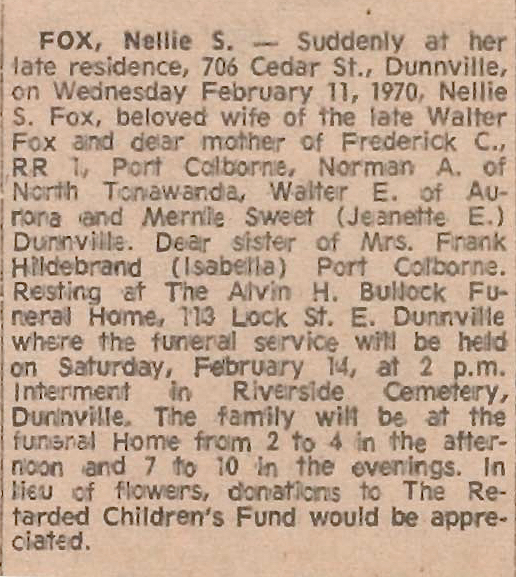 FOX, Nellie S. — Suddenly at her
late residence, 706 Cedar St., Dunnville,
on Wednesday February 11, 1970, Nellie
S. Fox, beloved wife of the late Walter
Fox and dear mother of Frederick C.,
RR 1, Port Colborne, Norman A. of
North Tonawanda, Walter E. of Au-
rora and Mernie Sweet (Jeanette E.)
Dunnville. Dear sister of Mrs. Frank
Hildebrand (Isabella) Port Colborne.
Resting at The Alvin H. Bullock Fu-
neral Home, 113 Lock St. E. Dunnville
where the funeral service will be held
on Saturday, February 14, at 2 p.m.
Interment in Riverside Cemetery,
Dunnville. The family will be at the
funeral Home from 2 to 4 in the after-
noon and 7 to 10 in the evenings. In
lieu of flowers, donations to The Re-
tarded Children's Fund would be appre-
ciated.